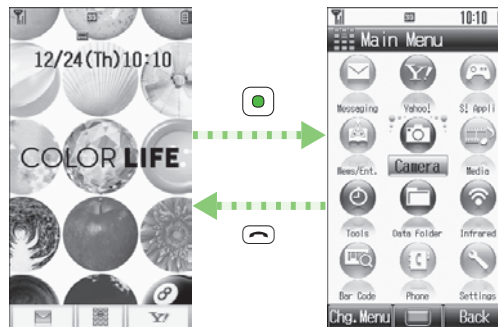 12/24(Th)10:10
COLOR LIFE
8
Y!
10:10
Main Menu
Messaging
Yahoo!
S! Appli
News/Ent.
Camera
Media
Tools
Data Folder
Infrared
Bar Code
Phone
Settings
Chg. Menu
Back